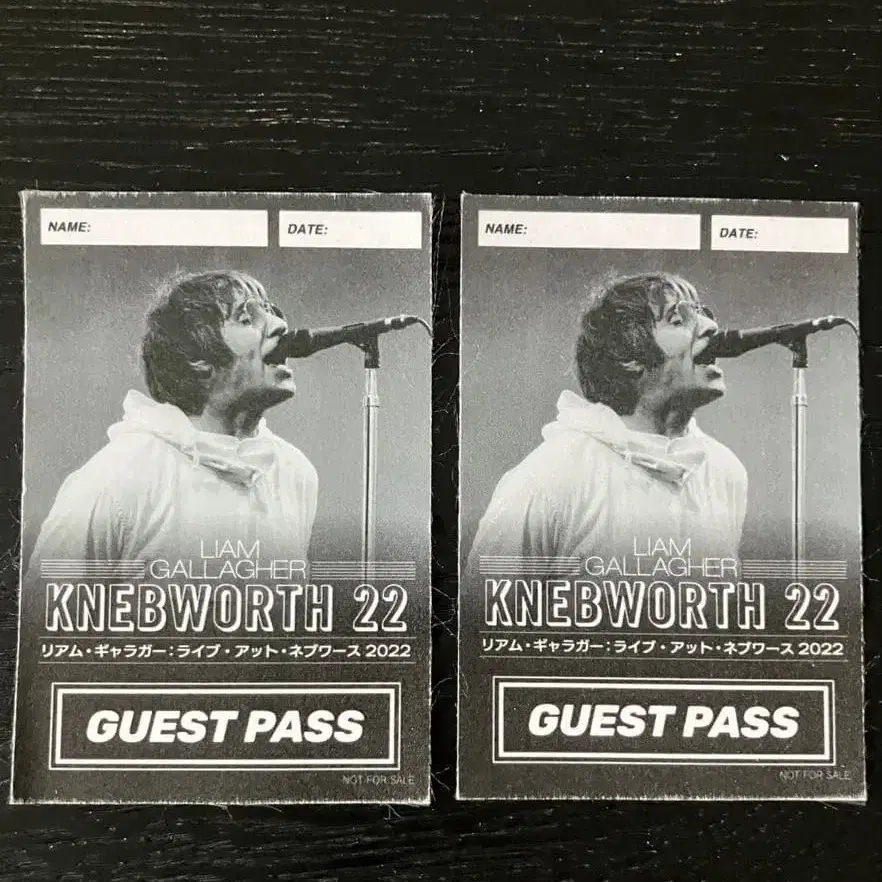 NAME:
DATE:
LIAM
GALLAGHER
KNEBWORTH 22
リアム・ギャラガー:ライブ・アット・ネブワース 2022
GUEST PASS
NOT FOR SALE
NAME:
DATE:
LIAM
GALLAGHER
KNEBWORTH 22
リアム・ギャラガー:ライブ・アット・ネブワース 2022
GUEST PASS
NOT FOR SALE